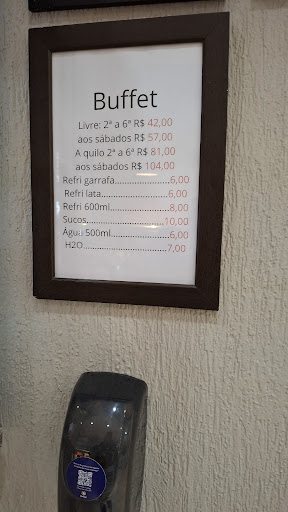 Buffet
Livre: 2ª a 6ª R$ 42,00
aos sábados R$ 57,00
A quilo 2ª a 6ª R$ 81,00
aos sábados R$ 104,00
Refri garrafa......................6,00
Refri lata...........................6,00
Refri 600ml.......................8,00
Sucos..............................10,00
Água 500ml......................6,00
H2O.................................7,00